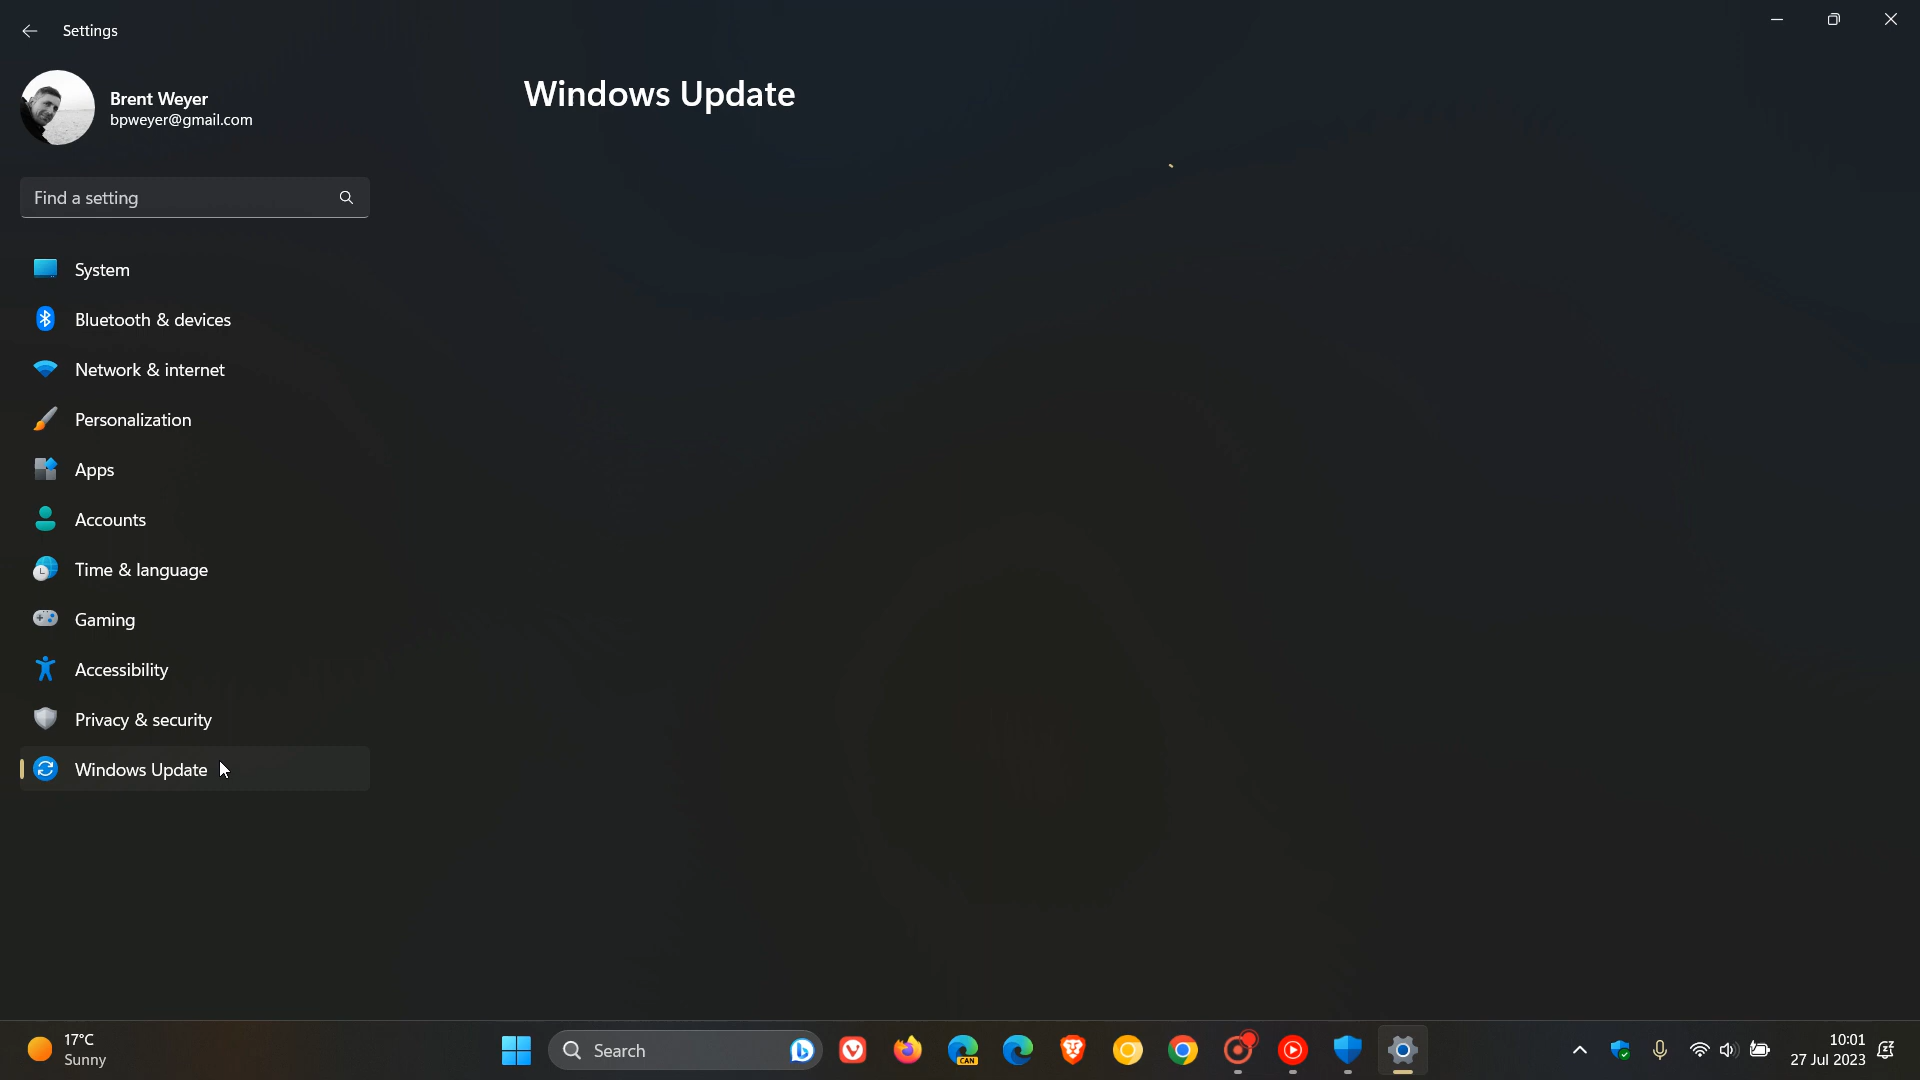 Settings
Brent Weyer
bpweyer@gmail.com
Windows Update
Find a setting
System
Bluetooth & devices
Network & internet
Personalization
Apps
Accounts
Time & language
Gaming
Accessibility
Privacy & security
Windows Update
17°C
Sunny
Search
CAN
10:01
27 Jul 2023